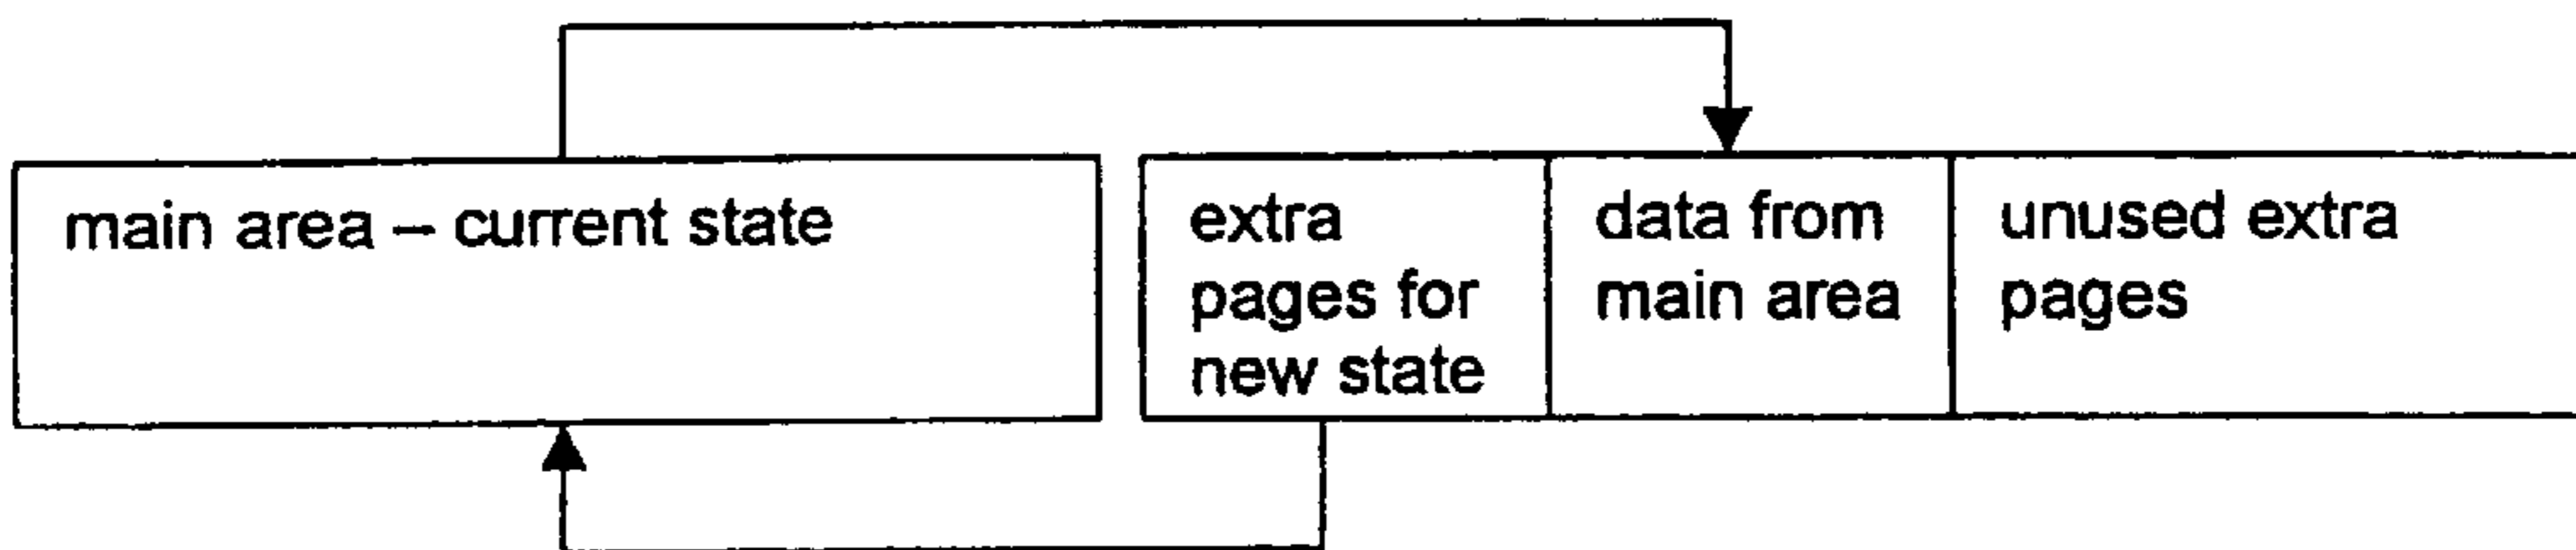 main area – current state
extra
pages for
new state
data from
main area
unused extra
pages